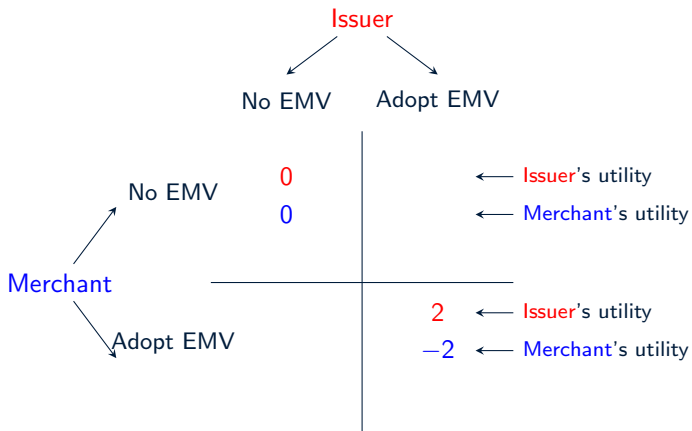 Issuer
No EMV Adopt EMV
0 Issuer's utility
No EMV
0 Merchant's utility
Merchant
2 Issuer's utility
Adopt EMV
−2 Merchant's utility